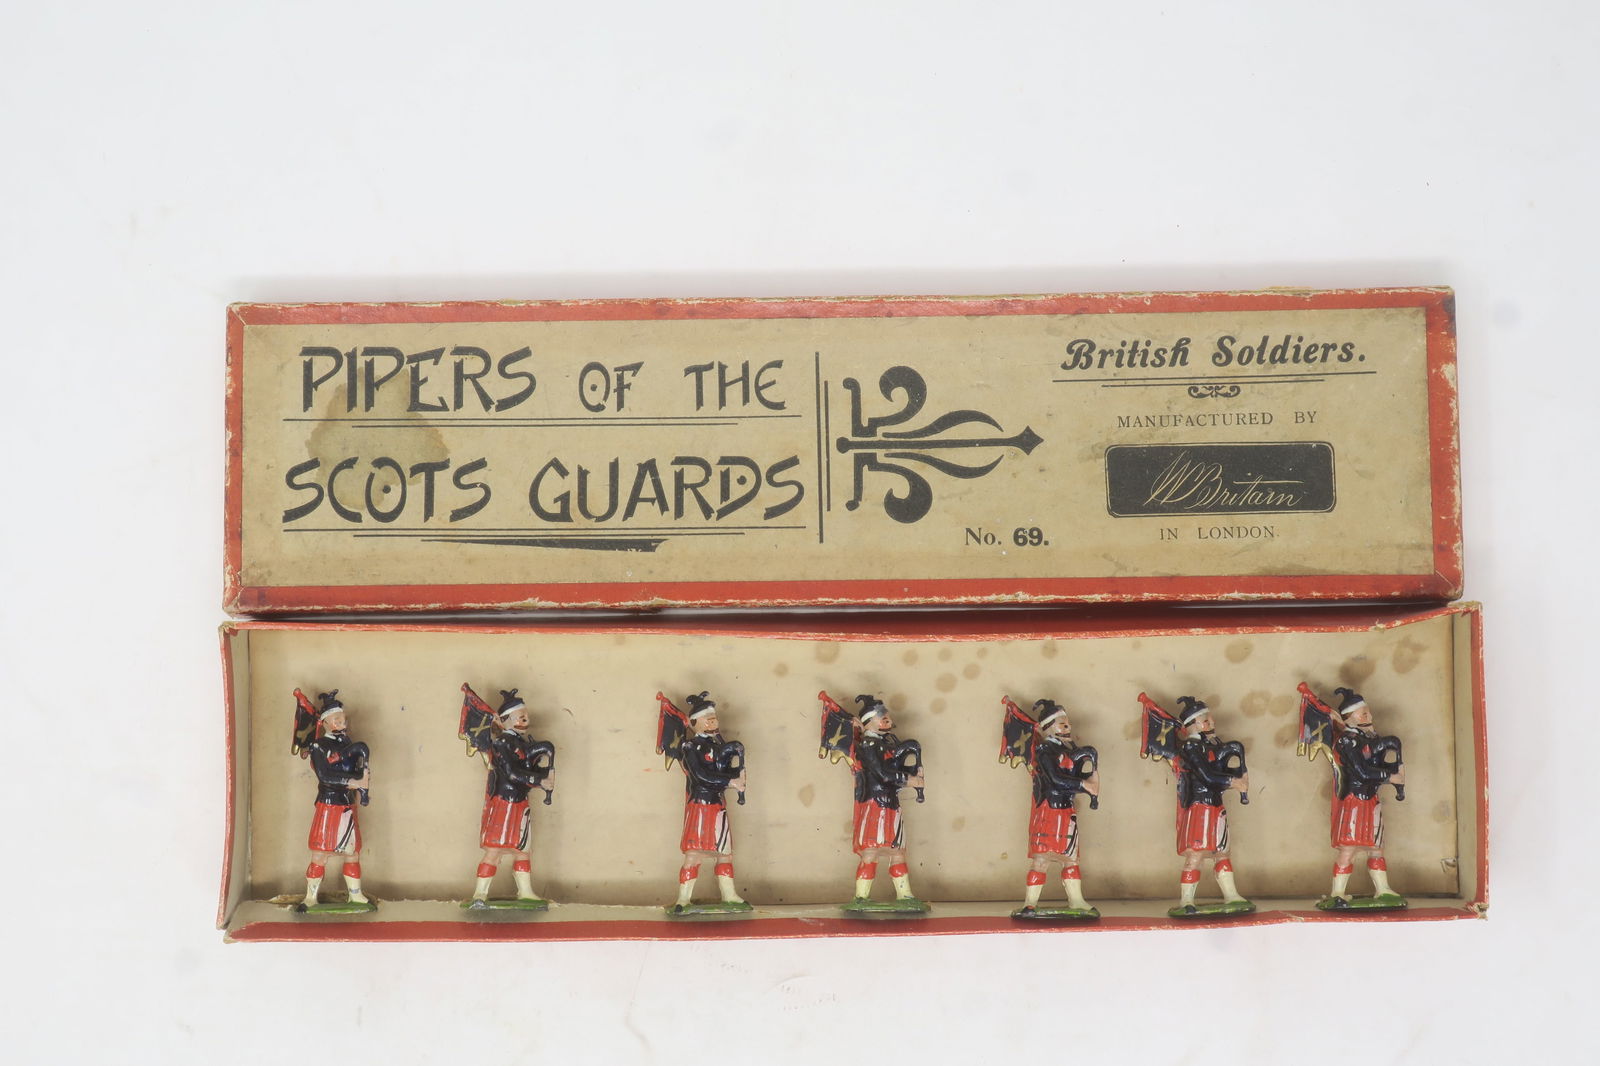 PIPERS OF THE
SCOTS GUARDS
No. 69.
British Soldiers.
MANUFACTURED BY
W Britain
IN LONDON.